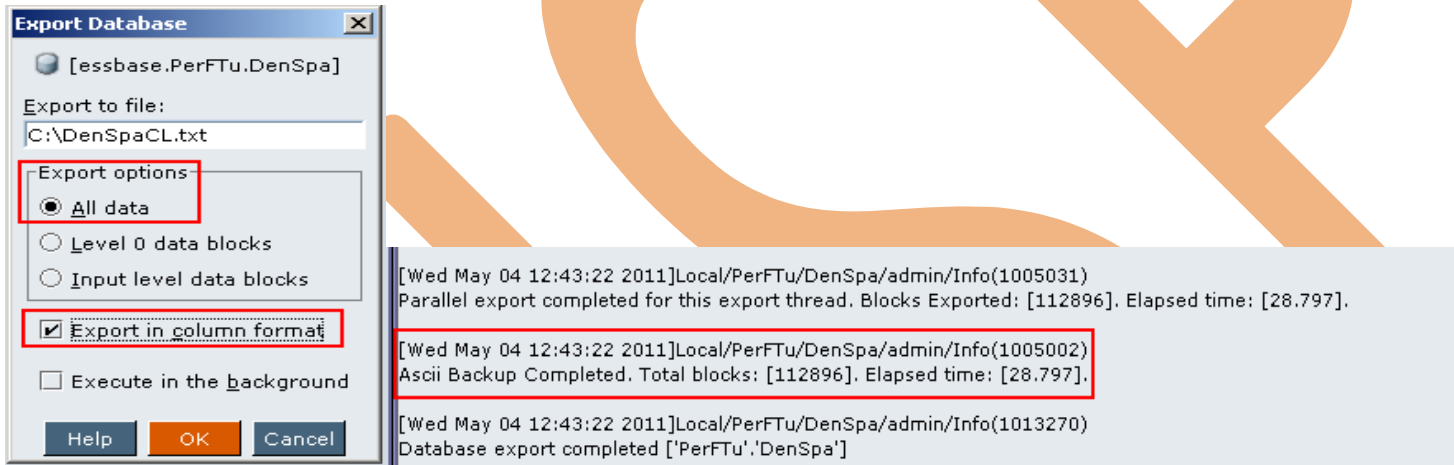 Export Database
[essbase.PerFTu.DenSpa]
Export to file:
C:\DenSpaCL.txt
Export options
All data
Level 0 data blocks
Input level data blocks
Export in column format
Execute in the background
Help OK Cancel
[Wed May 04 12:43:22 2011]Local/PerFTu/DenSpa/admin/Info(1005031)
Parallel export completed for this export thread. Blocks Exported: [112896]. Elapsed time: [28.797].
[Wed May 04 12:43:22 2011]Local/PerFTu/DenSpa/admin/Info(1005002)
Ascii Backup Completed. Total blocks: [112896]. Elapsed time: [28.797].
[Wed May 04 12:43:22 2011]Local/PerFTu/DenSpa/admin/Info(1013270)
Database export completed ['PerFTu'.'DenSpa']